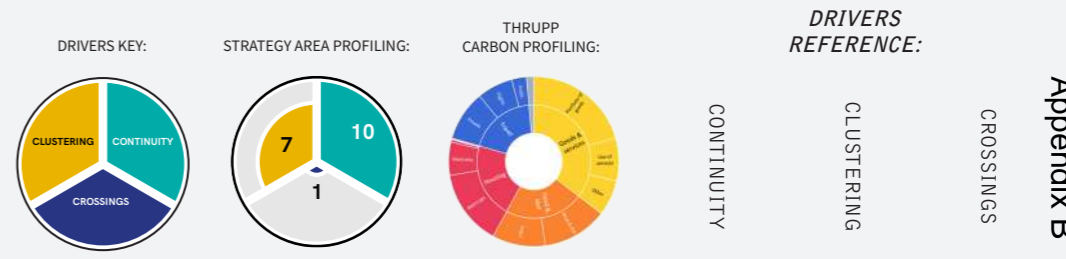 DRIVERS KEY:
CLUSTERING
CONTINUITY
CROSSINGS
STRATEGY AREA PROFILING:
7
10
1
THRUPP
CARBON PROFILING:
Goods &
services
Other
DRIVERS
REFERENCE:
CONTINUITY
CLUSTERING
CROSSINGS
Appendix B